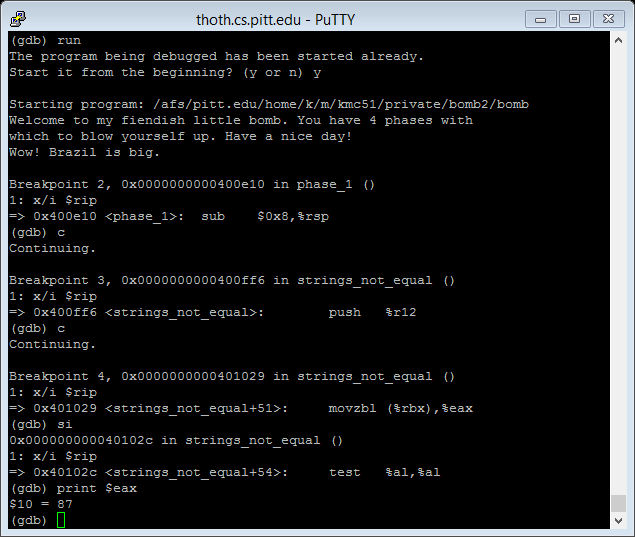 thoth.cs.pitt.edu - PuTTY
(gdb) run
The program being debugged has been started already.
Start it from the beginning? (y or n) y
Starting program: /afs/pitt.edu/home/k/m/kmc51/private/bomb2/bomb
Welcome to my fiendish little bomb. You have 4 phases with
which to blow yourself up. Have a nice day!
Wow! Brazil is big.
Breakpoint 2, 0x0000000000400e10 in phase_1 ()
1: x/i $rip
=> 0x400e10 <phase_1>:  sub    $0x8,%rsp
(gdb) c
Continuing.
Breakpoint 3, 0x0000000000400ff6 in strings_not_equal ()
1: x/i $rip
=> 0x400ff6 <strings_not_equal>:        push   %r12
(gdb) c
Continuing.
Breakpoint 4, 0x0000000000401029 in strings_not_equal ()
1: x/i $rip
=> 0x401029 <strings_not_equal+51>:     movzbl (%rbx),%eax
(gdb) si
0x000000000040102c in strings_not_equal ()
1: x/i $rip
=> 0x40102c <strings_not_equal+54>:     test   %al,%al
(gdb) print $eax
$10 = 87
(gdb)